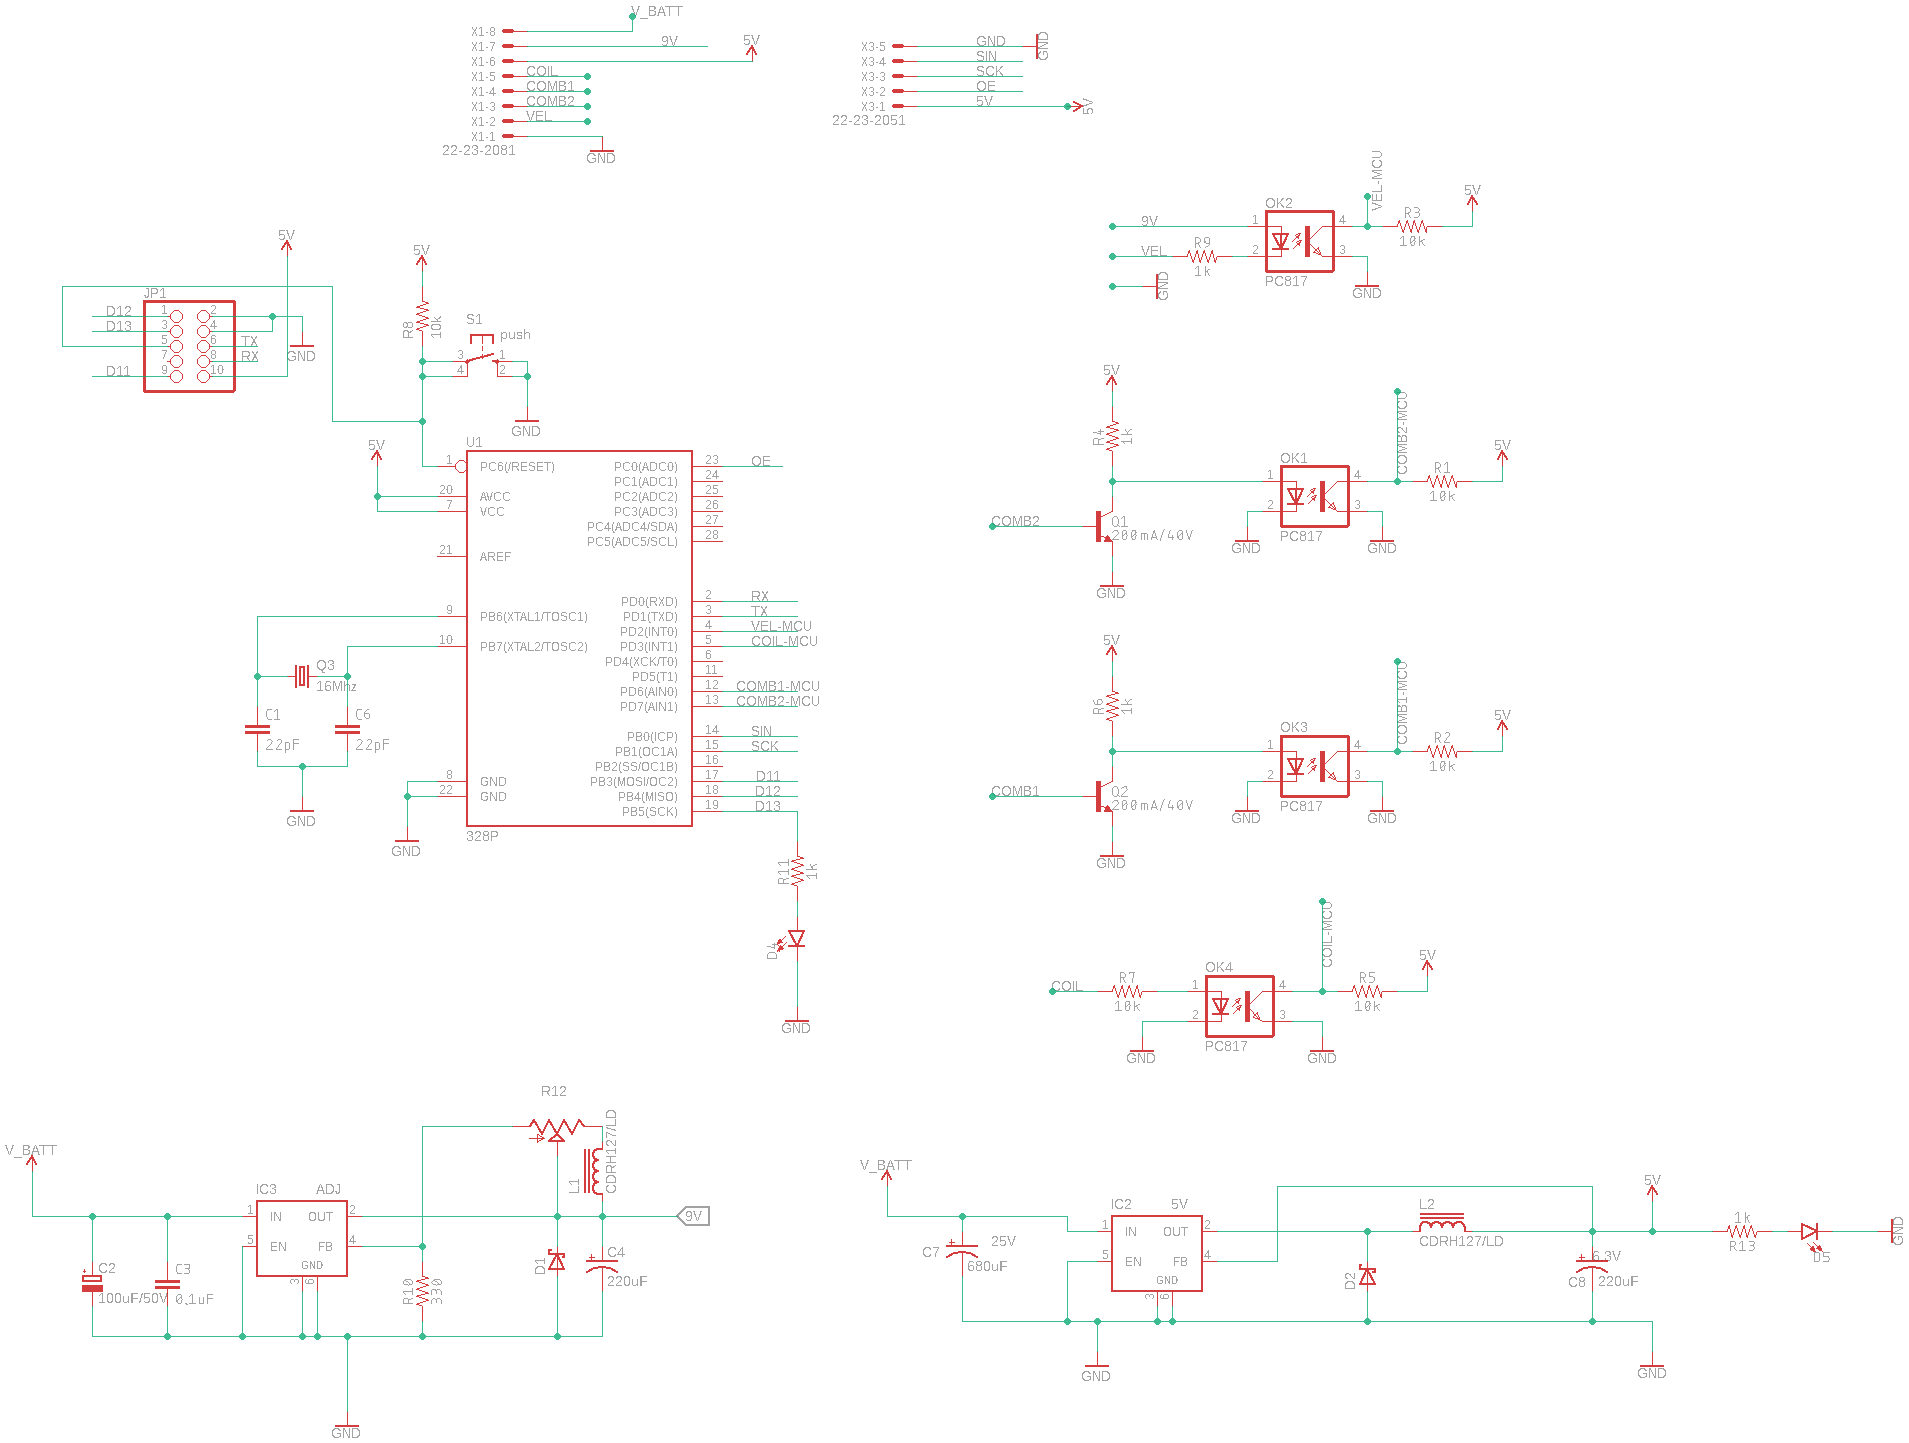 V_BATT
X1-8
X1-7 9V
X1-6 5V
X1-5 COIL
X1-4 COMB1
X1-3 COMB2
X1-2 VEL
X1-1
22-23-2081
GND
X3-5 GND GND
X3-4 SIN
X3-3 SCK
X3-2 OE
X3-1 5V 5V
22-23-2051
5V
JP1
D12 1 2
D13 3 4
5 6 TX
7 8 RX
D11 9 10
GND
5V
R8
10k
S1
push
3 1
4 2
GND
5V
U1
1 PC6(/RESET)
20 AVCC
7 VCC
21 AREF
9 PB6(XTAL1/TOSC1)
10 PB7(XTAL2/TOSC2)
8 GND
22 GND
328P
GND
PC0(ADC0) 23 OE
PC1(ADC1) 24
PC2(ADC2) 25
PC3(ADC3) 26
PC4(ADC4/SDA) 27
PC5(ADC5/SCL) 28
PD0(RXD) 2 RX
PD1(TXD) 3 TX
PD2(INT0) 4 VEL-MCU
PD3(INT1) 5 COIL-MCU
PD4(XCK/T0) 6
PD5(T1) 11
PD6(AIN0) 12 COMB1-MCU
PD7(AIN1) 13 COMB2-MCU
PB0(ICP) 14 SIN
PB1(OC1A) 15 SCK
PB2(SS/OC1B) 16
PB3(MOSI/OC2) 17 D11
PB4(MISO) 18 D12
PB5(SCK) 19 D13
Q3
16Mhz
C1
22pF
C6
22pF
GND
R11
1k
D4
GND
VEL-MCU
OK2
9V 1 4
R3
10k
5V
VEL
R9
1k
2 3
PC817
GND
GND
5V
R4
1k
COMB2
Q1
200mA/40V
GND
OK1
1 4
2 3
PC817
GND
GND
COMB2-MCU
R1
10k
5V
5V
R6
1k
COMB1
Q2
200mA/40V
GND
OK3
1 4
2 3
PC817
GND
GND
COMB1-MCU
R2
10k
5V
COIL
R7
10k
OK4
1 4
2 3
PC817
GND
GND
COIL-MCU
R5
10k
5V
V_BATT
C2
100uF/50V
C3
0.1uF
IC3 ADJ
1 IN OUT 2
5 EN FB 4
GND
3 6
R12
L1
CDRH127/LD
R10
330
D1
C4
220uF
9V
GND
V_BATT
C7
25V
680uF
IC2 5V
1 IN OUT 2
5 EN FB 4
GND
3 6
GND
L2
CDRH127/LD
D2
C8
6.3V
220uF
5V
1k
R13
D5
GND
GND